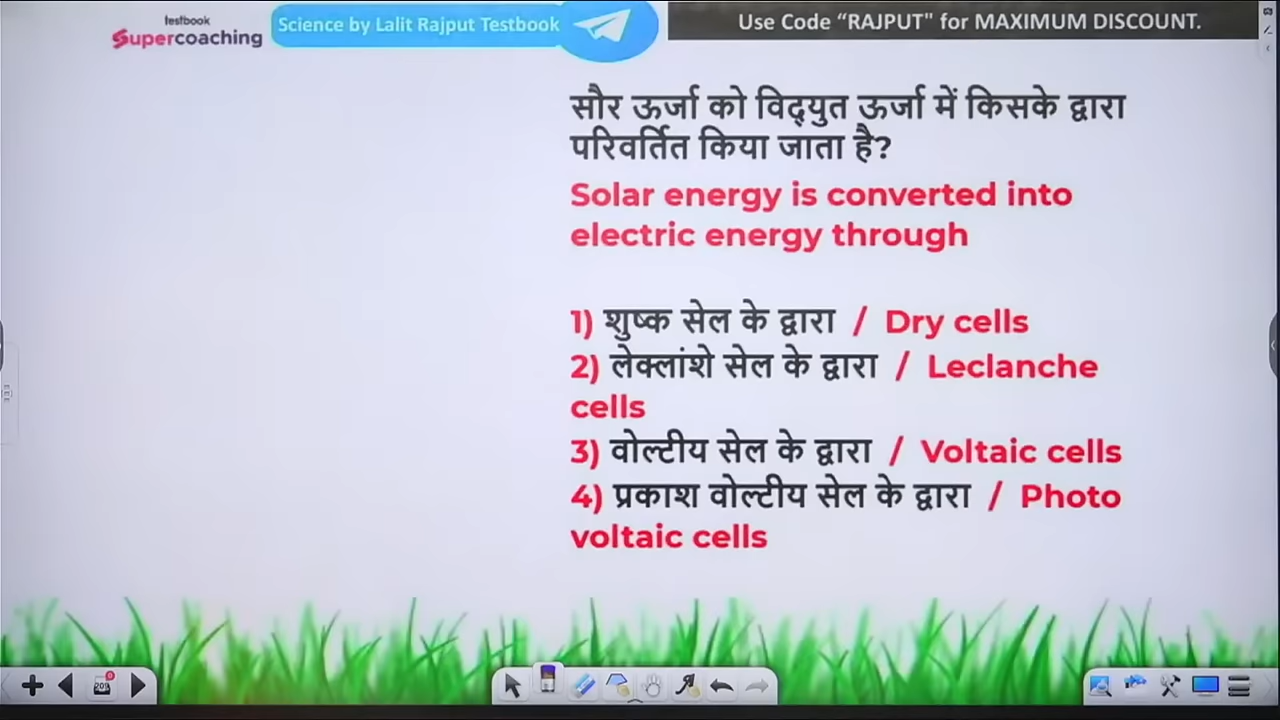 testbook
Supercoaching
Science by Lalit Rajput Testbook
Use Code “RAJPUT" for MAXIMUM DISCOUNT.
सौर ऊर्जा को विद्युत ऊर्जा में किसके द्वारा
परिवर्तित किया जाता है?
Solar energy is converted into
electric energy through
1) शुष्क सेल के द्वारा / Dry cells
2) लेक्लांशे सेल के द्वारा / Leclanche
cells
3) वोल्टीय सेल के द्वारा / Voltaic cells
4) प्रकाश वोल्टीय सेल के द्वारा / Photo
voltaic cells